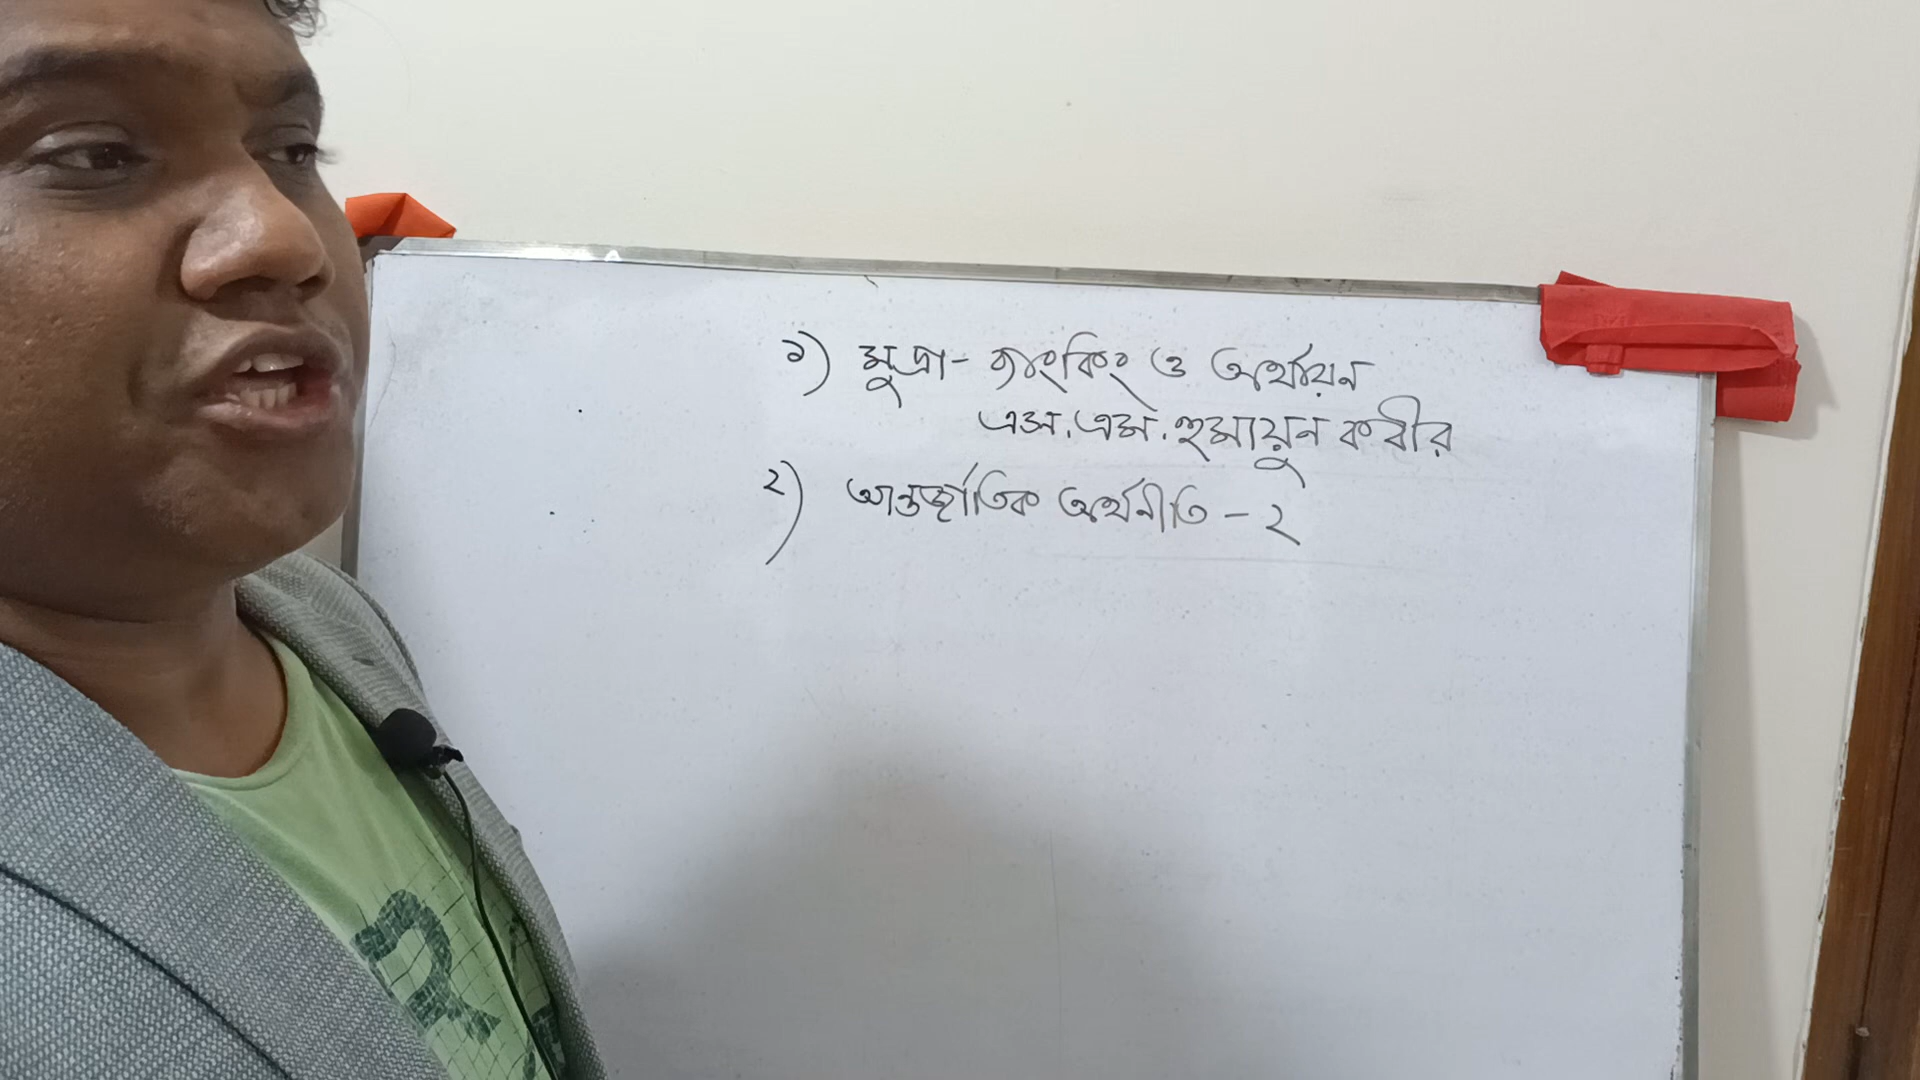 ১) মুদ্রা- ব্যাংকিং ও অর্থায়ন
এস.এম. হুমায়ুন কবীর
২) আন্তর্জাতিক অর্থনীতি - ২